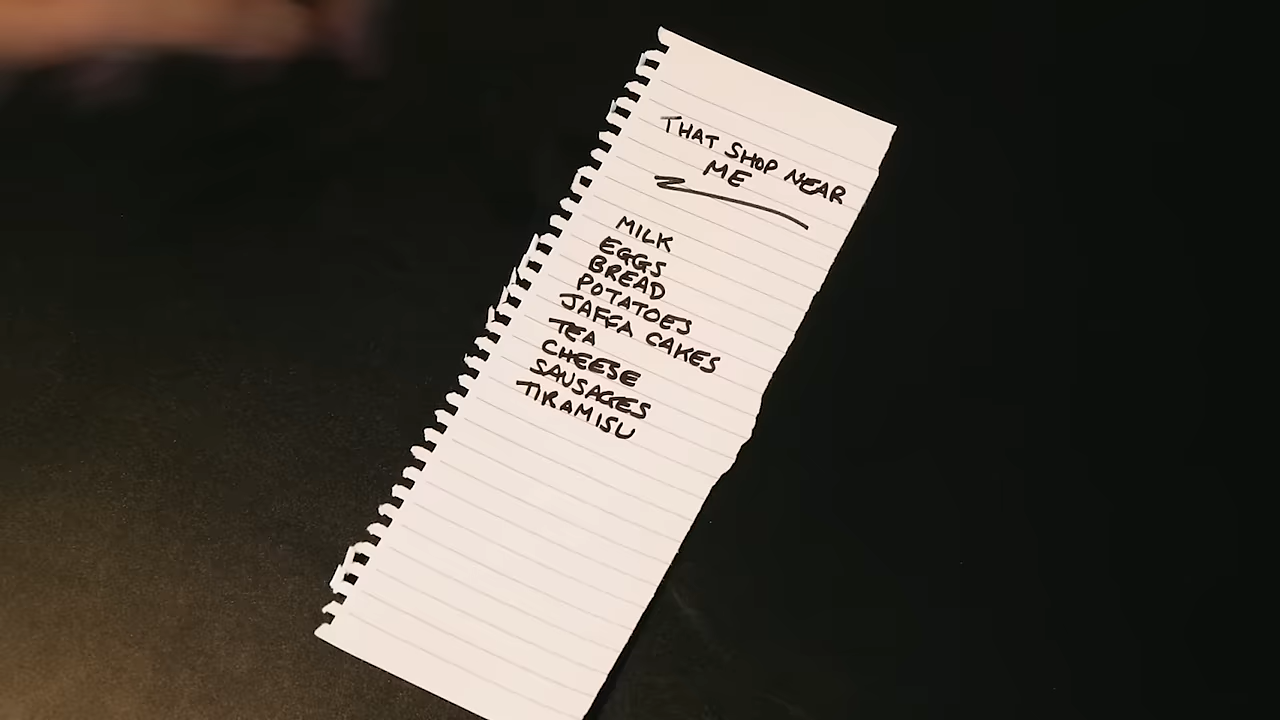 THAT SHOP NEAR
ME
MILK
EGGS
BREAD
POTATOES
JAFFA CAKES
TEA
CHEESE
SAUSAGES
TIRAMISU